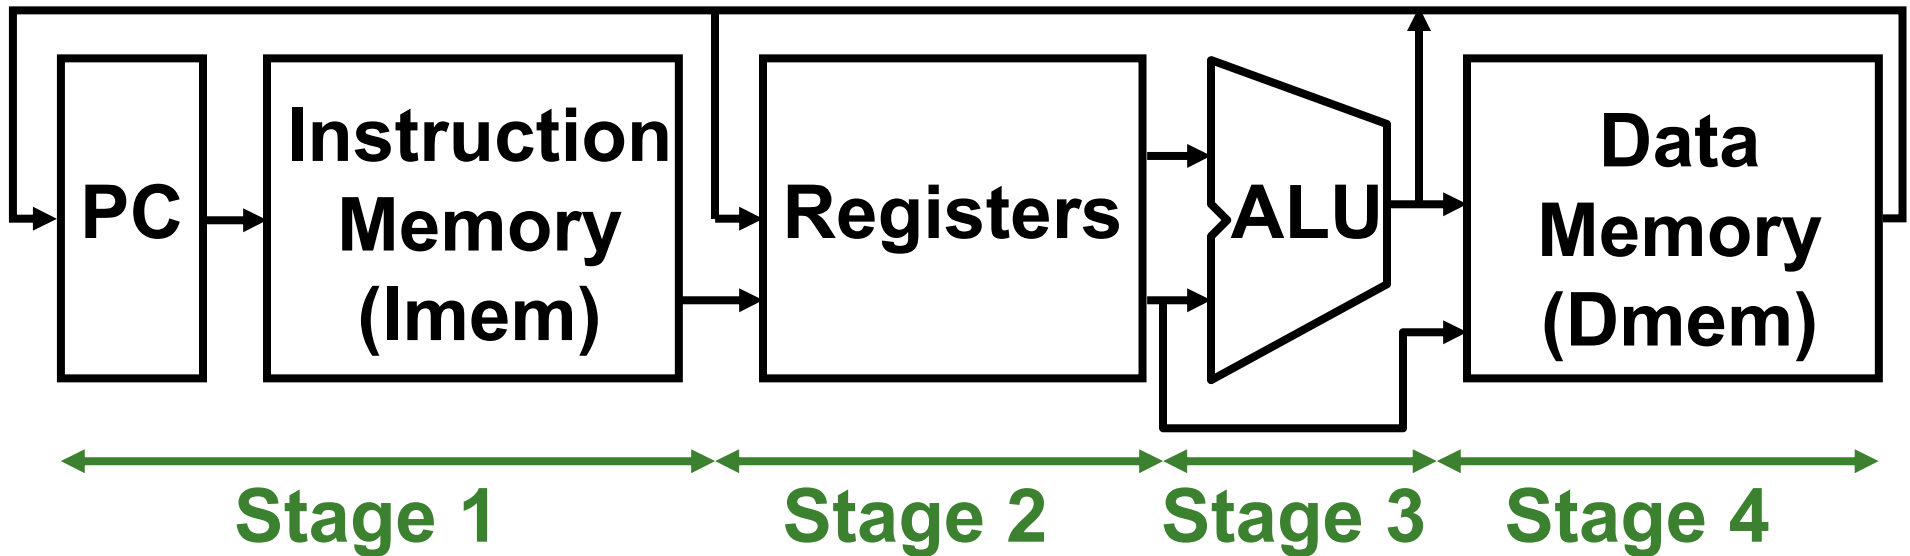 PC
Instruction
Memory
(Imem)
Registers
ALU
Data
Memory
(Dmem)
Stage 1
Stage 2
Stage 3
Stage 4